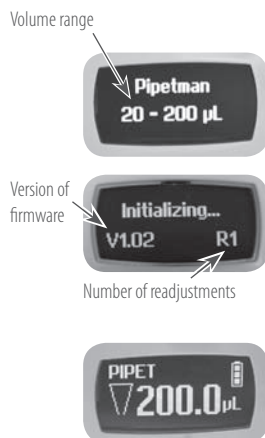 Volume range
Pipetman
20 - 200 µL
Version of
firmware
Initializing...
V1.02 R1
Number of readjustments
PIPET
200.0µL